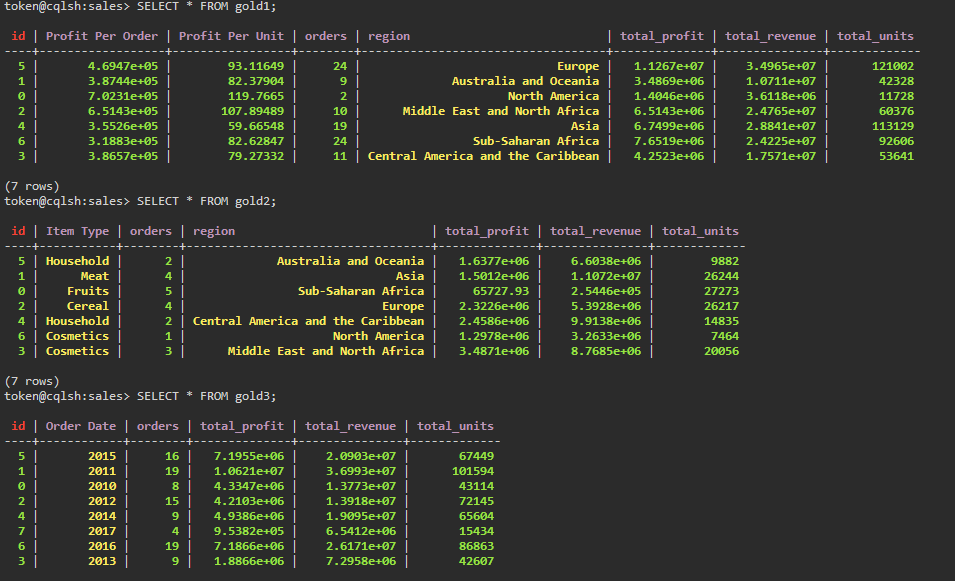 token@cqlsh:sales> SELECT * FROM gold1;
 id | Profit Per Order | Profit Per Unit | orders | region                            | total_profit | total_revenue | total_units
----+------------------+-----------------+--------+-----------------------------------+--------------+---------------+-------------
  5 |       4.6947e+05 |        93.11649 |     24 |                            Europe |   1.1267e+07 |    3.4965e+07 |      121002
  1 |       3.8744e+05 |        82.37904 |      9 |             Australia and Oceania |   3.4869e+06 |    1.0711e+07 |       42328
  0 |       7.0231e+05 |        119.7665 |      2 |                     North America |   1.4046e+06 |    3.6118e+06 |       11728
  2 |       6.5143e+05 |       107.89489 |     10 |      Middle East and North Africa |   6.5143e+06 |    2.4765e+07 |       60376
  4 |       3.5526e+05 |        59.66548 |     19 |                              Asia |   6.7499e+06 |    2.8841e+07 |      113129
  6 |       3.1883e+05 |        82.62847 |     24 |                Sub-Saharan Africa |   7.6519e+06 |    2.4225e+07 |       92606
  3 |       3.8657e+05 |        79.27332 |     11 | Central America and the Caribbean |   4.2523e+06 |    1.7571e+07 |       53641
(7 rows)
token@cqlsh:sales> SELECT * FROM gold2;
 id | Item Type | orders | region                            | total_profit | total_revenue | total_units
----+-----------+--------+-----------------------------------+--------------+---------------+-------------
  5 | Household |      2 |             Australia and Oceania |   1.6377e+06 |    6.6038e+06 |        9882
  1 |      Meat |      4 |                              Asia |   1.5012e+06 |    1.1072e+07 |       26244
  0 |    Fruits |      5 |                Sub-Saharan Africa |     65727.93 |    2.5446e+05 |       27273
  2 |    Cereal |      4 |                            Europe |   2.3226e+06 |    5.3928e+06 |       26217
  4 | Household |      2 | Central America and the Caribbean |   2.4586e+06 |    9.9138e+06 |       14835
  6 | Cosmetics |      1 |                     North America |   1.2978e+06 |    3.2633e+06 |        7464
  3 | Cosmetics |      3 |      Middle East and North Africa |   3.4871e+06 |    8.7685e+06 |       20056
(7 rows)
token@cqlsh:sales> SELECT * FROM gold3;
 id | Order Date | orders | total_profit | total_revenue | total_units
----+------------+--------+--------------+---------------+-------------
  5 |       2015 |     16 |   7.1955e+06 |    2.0903e+07 |       67449
  1 |       2011 |     19 |   1.0621e+07 |    3.6993e+07 |      101594
  0 |       2010 |      8 |   4.3347e+06 |    1.3773e+07 |       43114
  2 |       2012 |     15 |   4.2103e+06 |    1.3918e+07 |       72145
  4 |       2014 |      9 |   4.9386e+06 |    1.9095e+07 |       65604
  7 |       2017 |      4 |   9.5382e+05 |    6.5412e+06 |       15434
  6 |       2016 |     19 |   7.1866e+06 |    2.6171e+07 |       86863
  3 |       2013 |      9 |   1.8866e+06 |    7.2958e+06 |       42607